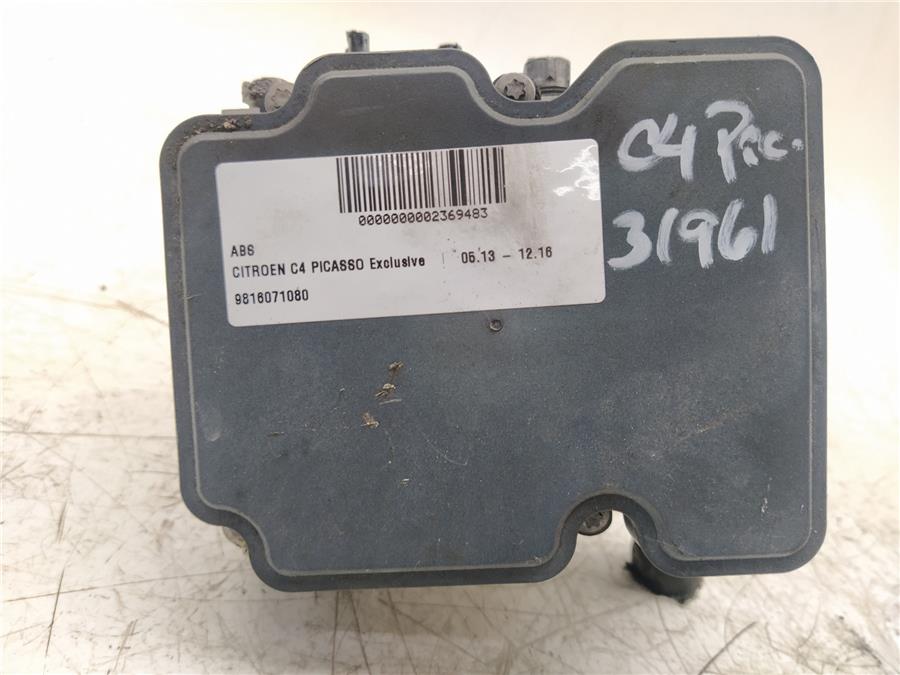 0000000002369483
ABS
CITROEN C4 PICASSO Exclusive | 05.13 - 12.16
9816071080
C4 Pic.
31961